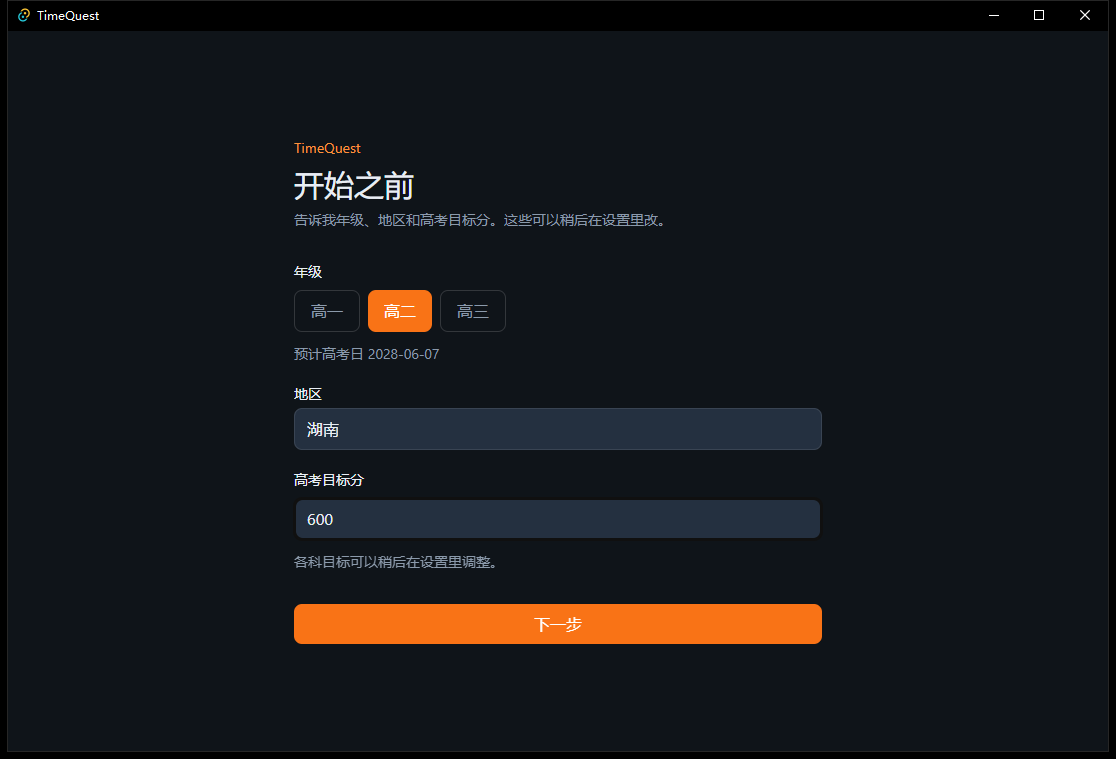 TimeQuest
TimeQuest
开始之前
告诉我年级、地区和高考目标分。这些可以稍后在设置里改。
年级
高一 高二 高三
预计高考日 2028-06-07
地区
湖南
高考目标分
600
各科目标可以稍后在设置里调整。
下一步